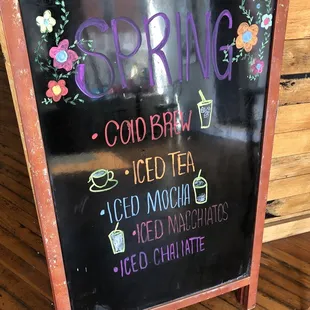 SPRING
• COLD BREW
• ICED TEA
• ICED MOCHA
• ICED MACCHIATOS
• ICED CHAI LATTE